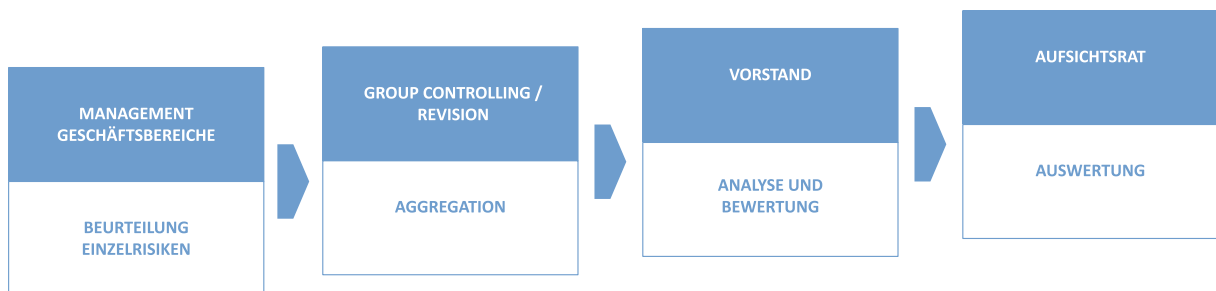 MANAGEMENT
GESCHÄFTSBEREICHE
BEURTEILUNG
EINZELRISIKEN
GROUP CONTROLLING /
REVISION
AGGREGATION
VORSTAND
ANALYSE UND
BEWERTUNG
AUFSICHTSRAT
AUSWERTUNG